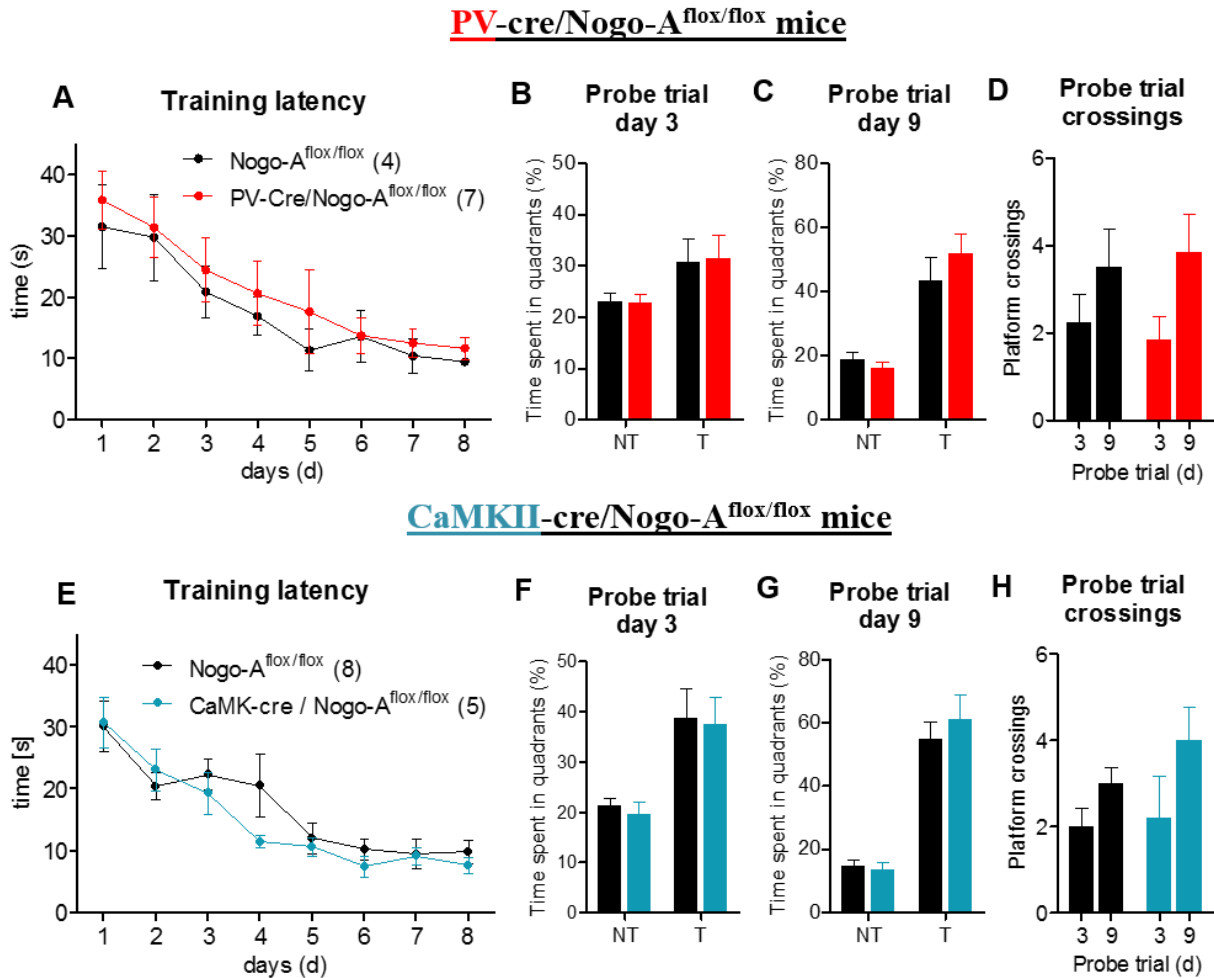 PV-cre/Nogo-A^flox/flox mice
A
Training latency
Nogo-A^flox/flox (4)
PV-Cre/Nogo-A^flox/flox (7)
time (s)
40
30
20
10
0
1 2 3 4 5 6 7 8
days (d)
B
Probe trial
day 3
Time spent in quadrants (%)
50
40
30
20
10
0
NT T
C
Probe trial
day 9
Time spent in quadrants (%)
80
60
40
20
0
NT T
D
Probe trial
crossings
Platform crossings
6
4
2
0
3 9 3 9
Probe trial (d)
CaMKII-cre/Nogo-A^flox/flox mice
E
Training latency
Nogo-A^flox/flox (8)
CaMK-cre / Nogo-A^flox/flox (5)
time [s]
40
30
20
10
0
1 2 3 4 5 6 7 8
days (d)
F
Probe trial
day 3
Time spent in quadrants (%)
50
40
30
20
10
0
NT T
G
Probe trial
day 9
Time spent in quadrants (%)
80
60
40
20
0
NT T
H
Probe trial
crossings
Platform crossings
6
4
2
0
3 9 3 9
Probe trial (d)